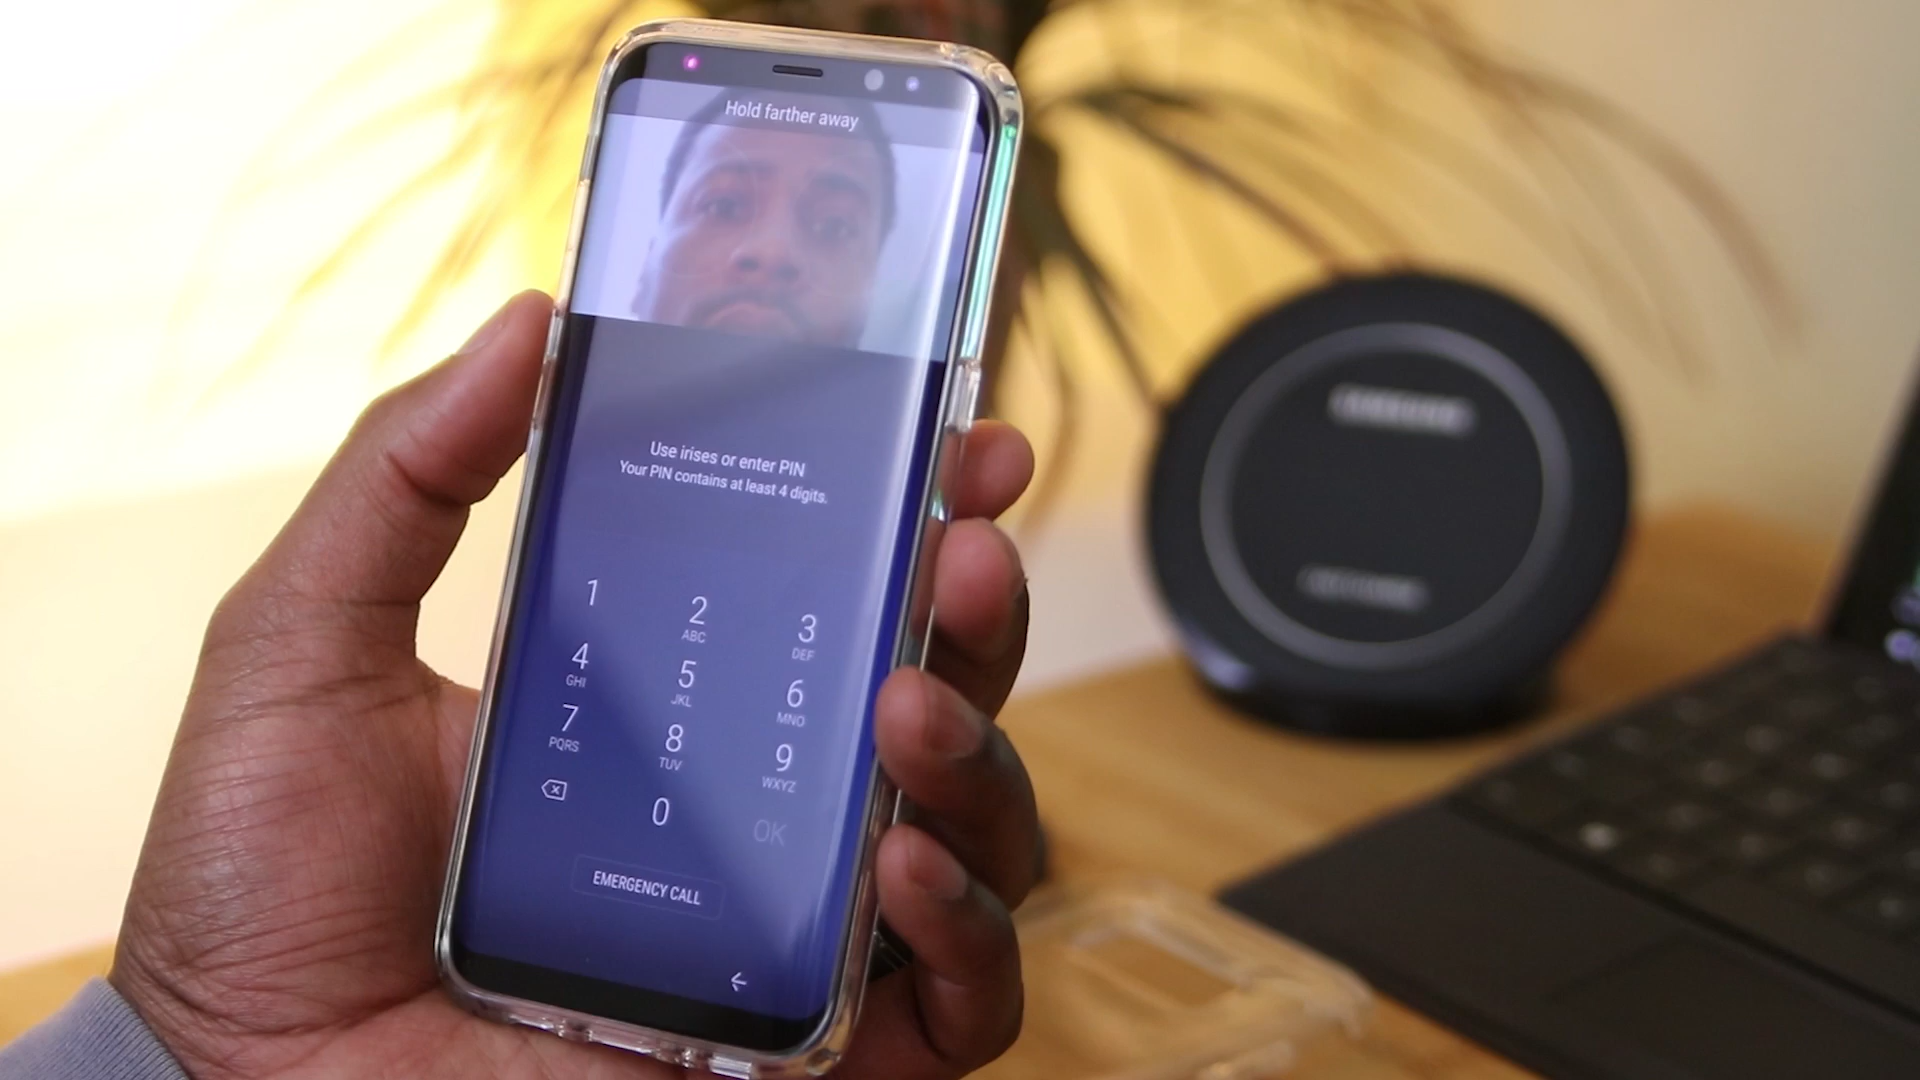 Hold farther away
Use irises or enter PIN
Your PIN contains at least 4 digits.
1
2
ABC
3
DEF
4
GHI
5
JKL
6
MNO
7
PQRS
8
TUV
9
WXYZ
0
OK
EMERGENCY CALL
SAMSUNG